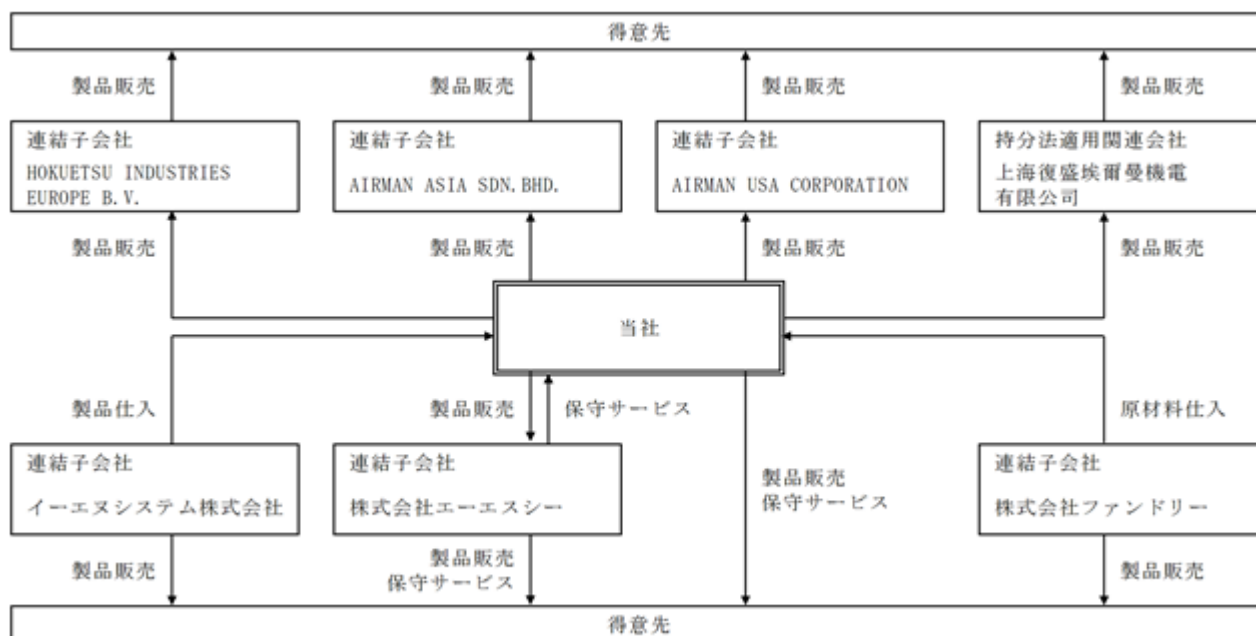 得意先
製品販売
製品販売
製品販売
製品販売
連結子会社
HOKUETSU INDUSTRIES
EUROPE B.V.
連結子会社
AIRMAN ASIA SDN.BHD.
連結子会社
AIRMAN USA CORPORATION
持分法適用関連会社
上海復盛埃爾曼機電
有限公司
製品販売
製品販売
製品販売
製品販売
当社
製品仕入
製品販売
保守サービス
原材料仕入
連結子会社
イーエヌシステム株式会社
連結子会社
株式会社エーエスシー
製品販売
保守サービス
連結子会社
株式会社ファンドリー
製品販売
製品販売
保守サービス
製品販売
得意先